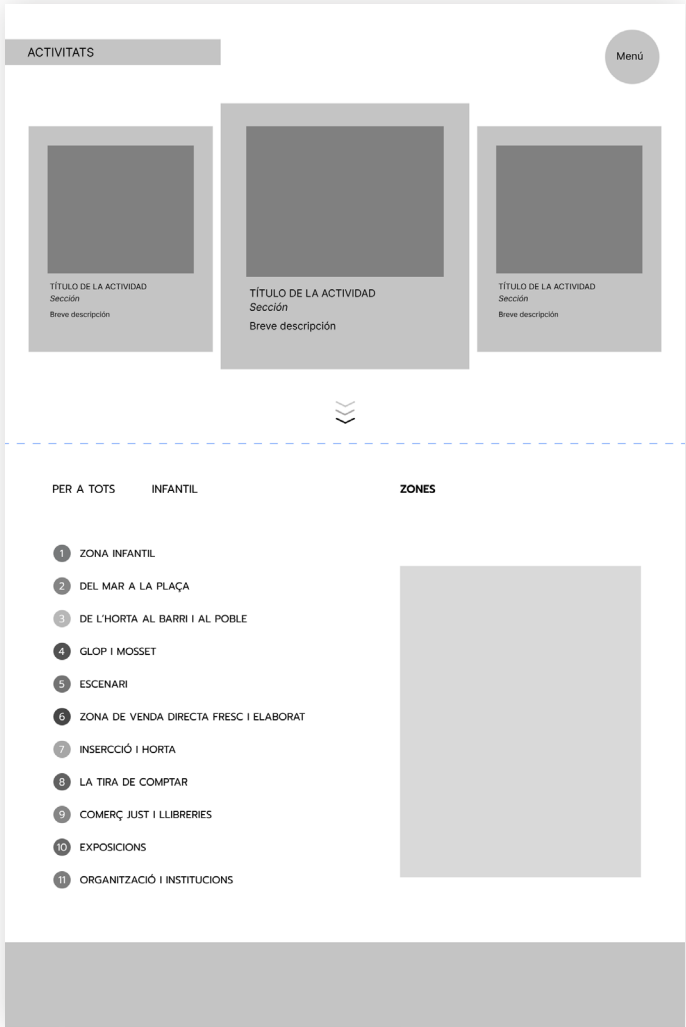 ACTIVITATS
Menú
TÍTULO DE LA ACTIVIDAD
Sección
Breve descripción
TÍTULO DE LA ACTIVIDAD
Sección
Breve descripción
TÍTULO DE LA ACTIVIDAD
Sección
Breve descripción
PER A TOTS INFANTIL
ZONES
1 ZONA INFANTIL
2 DEL MAR A LA PLAÇA
3 DE L'HORTA AL BARRI I AL POBLE
4 GLOP I MOSSET
5 ESCENARI
6 ZONA DE VENDA DIRECTA FRESC I ELABORAT
7 INSERCCIÓ I HORTA
8 LA TIRA DE COMPTAR
9 COMERÇ JUST I LLIBRERIES
10 EXPOSICIONS
11 ORGANITZACIÓ I INSTITUCIONS